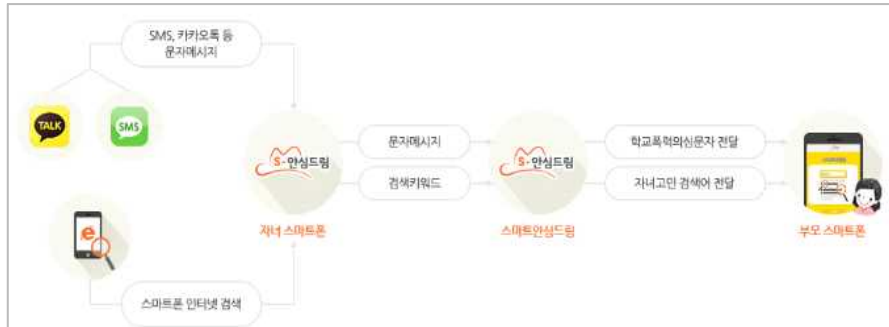 SMS, 카카오톡 등
문자메시지
TALK
SMS
S-안심드림
자녀 스마트폰
e
스마트폰 인터넷 검색
문자메시지
검색키워드
S-안심드림
스마트안심드림
학교폭력의심문자 전달
자녀고민 검색어 전달
부모 스마트폰